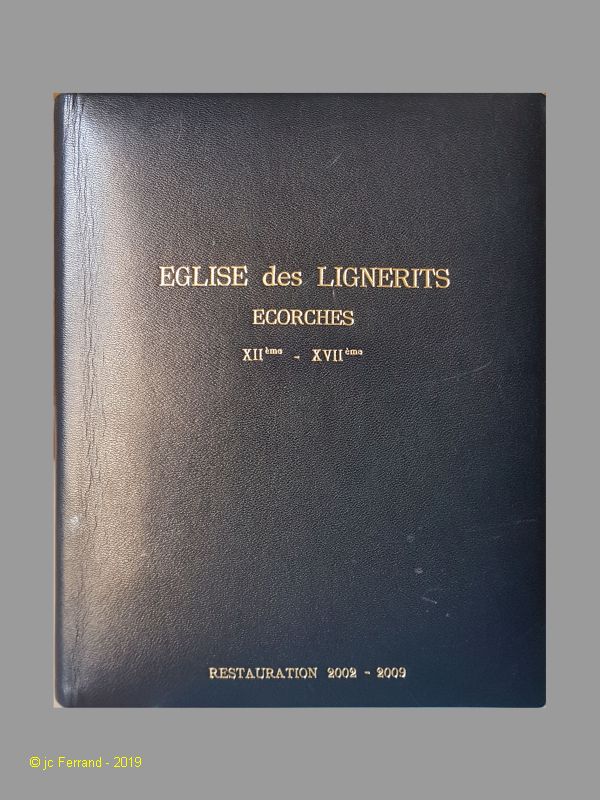 EGLISE des LIGNERITS
ECORCHES
XIIème - XVIIème
RESTAURATION 2002 - 2009
© jc Ferrand - 2019